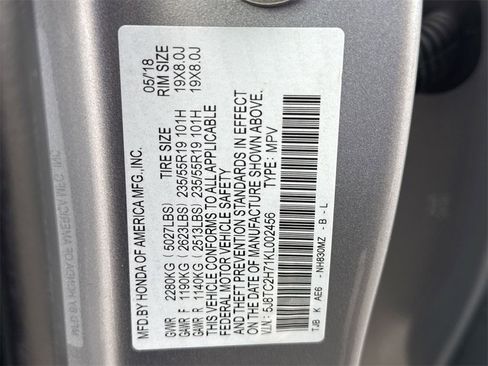 MFD.BY HONDA OF AMERICA MFG.,INC. 05/'18
TIRE SIZE RIM SIZE
GVWR 2280KG (5027LBS)
GAWR F 1190KG (2623LBS) 235/55R19 101H 19X8.0J
GAWR R 1140KG (2513LBS) 235/55R19 101H 19X8.0J
THIS VEHICLE CONFORMS TO ALL APPLICABLE
FEDERAL MOTOR VEHICLE SAFETY
AND THEFT PREVENTION STANDARDS IN EFFECT
ON THE DATE OF MANUFACTURE SHOWN ABOVE.
V.I.N.: 5J8TC2H71KL002456 TYPE: MPV
TJB K AE6 -NH830MZ -B -L